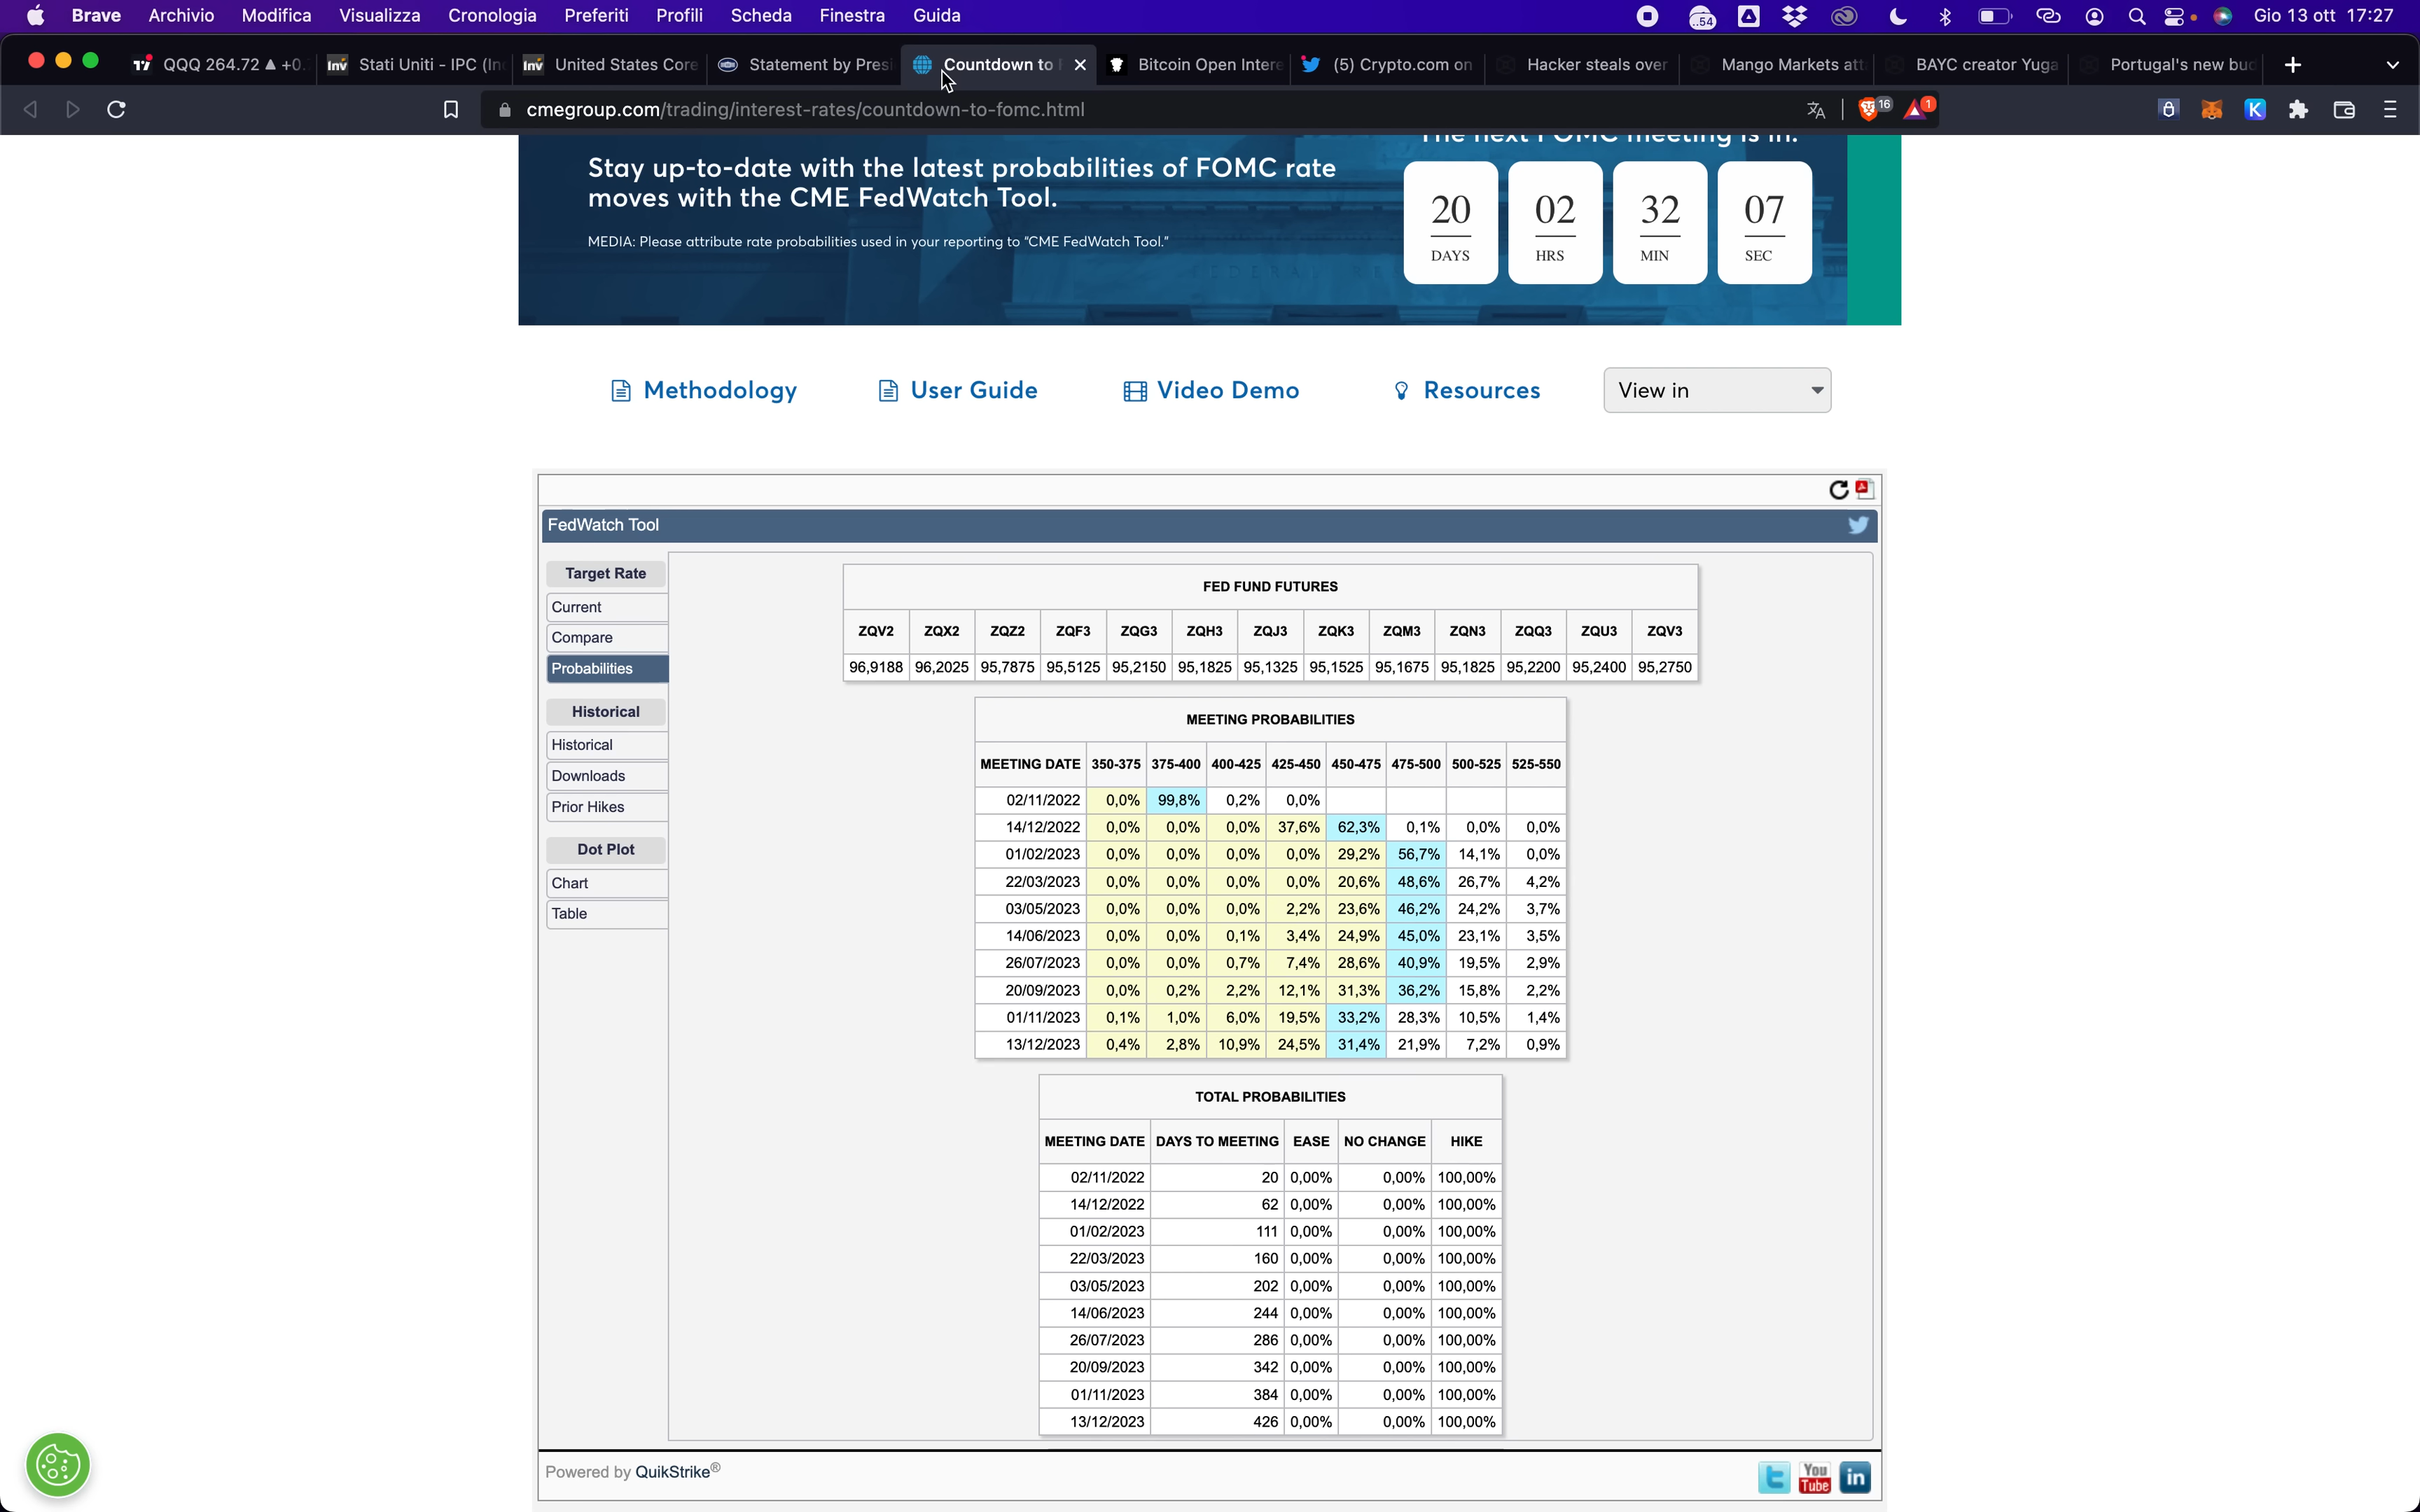 Brave Archivio Modifica Visualizza Cronologia Preferiti Profili Scheda Finestra Guida ..54 Gio 13 ott 17:27
QQQ 264.72 ▲ +0. Stati Uniti - IPC (In United States Core Statement by Presi Countdown to Bitcoin Open Intere (5) Crypto.com on Hacker steals over Mango Markets att BAYC creator Yuga Portugal's new bud
cmegroup.com/trading/interest-rates/countdown-to-fomc.html 16 1
The next FOMC meeting is in:
Stay up-to-date with the latest probabilities of FOMC rate
moves with the CME FedWatch Tool.
MEDIA: Please attribute rate probabilities used in your reporting to "CME FedWatch Tool."
20 02 32 07
DAYS HRS MIN SEC
Methodology User Guide Video Demo Resources View in
FedWatch Tool
Target Rate
Current
Compare
Probabilities
Historical
Historical
Downloads
Prior Hikes
Dot Plot
Chart
Table
FED FUND FUTURES
ZQV2 ZQX2 ZQZ2 ZQF3 ZQG3 ZQH3 ZQJ3 ZQK3 ZQM3 ZQN3 ZQQ3 ZQU3 ZQV3
96,9188 96,2025 95,7875 95,5125 95,2150 95,1825 95,1325 95,1525 95,1675 95,1825 95,2200 95,2400 95,2750
MEETING PROBABILITIES
MEETING DATE 350-375 375-400 400-425 425-450 450-475 475-500 500-525 525-550
02/11/2022 0,0% 99,8% 0,2% 0,0%
14/12/2022 0,0% 0,0% 0,0% 37,6% 62,3% 0,1% 0,0% 0,0%
01/02/2023 0,0% 0,0% 0,0% 0,0% 29,2% 56,7% 14,1% 0,0%
22/03/2023 0,0% 0,0% 0,0% 0,0% 20,6% 48,6% 26,7% 4,2%
03/05/2023 0,0% 0,0% 0,0% 2,2% 23,6% 46,2% 24,2% 3,7%
14/06/2023 0,0% 0,0% 0,1% 3,4% 24,9% 45,0% 23,1% 3,5%
26/07/2023 0,0% 0,0% 0,7% 7,4% 28,6% 40,9% 19,5% 2,9%
20/09/2023 0,0% 0,2% 2,2% 12,1% 31,3% 36,2% 15,8% 2,2%
01/11/2023 0,1% 1,0% 6,0% 19,5% 33,2% 28,3% 10,5% 1,4%
13/12/2023 0,4% 2,8% 10,9% 24,5% 31,4% 21,9% 7,2% 0,9%
TOTAL PROBABILITIES
MEETING DATE DAYS TO MEETING EASE NO CHANGE HIKE
02/11/2022 20 0,00% 0,00% 100,00%
14/12/2022 62 0,00% 0,00% 100,00%
01/02/2023 111 0,00% 0,00% 100,00%
22/03/2023 160 0,00% 0,00% 100,00%
03/05/2023 202 0,00% 0,00% 100,00%
14/06/2023 244 0,00% 0,00% 100,00%
26/07/2023 286 0,00% 0,00% 100,00%
20/09/2023 342 0,00% 0,00% 100,00%
01/11/2023 384 0,00% 0,00% 100,00%
13/12/2023 426 0,00% 0,00% 100,00%
Powered by QuikStrike®
You Tube in